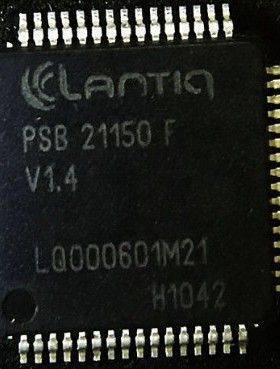 Lantiq
PSB 21150 F
V1.4
LQ000601M21
H1042